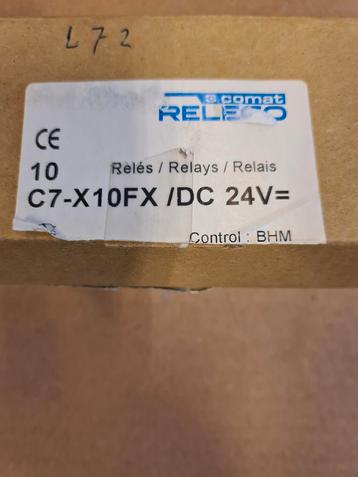 L72
comat
RELECO
CE
10 Relés / Relays / Relais
C7-X10FX /DC 24V=
Control : BHM